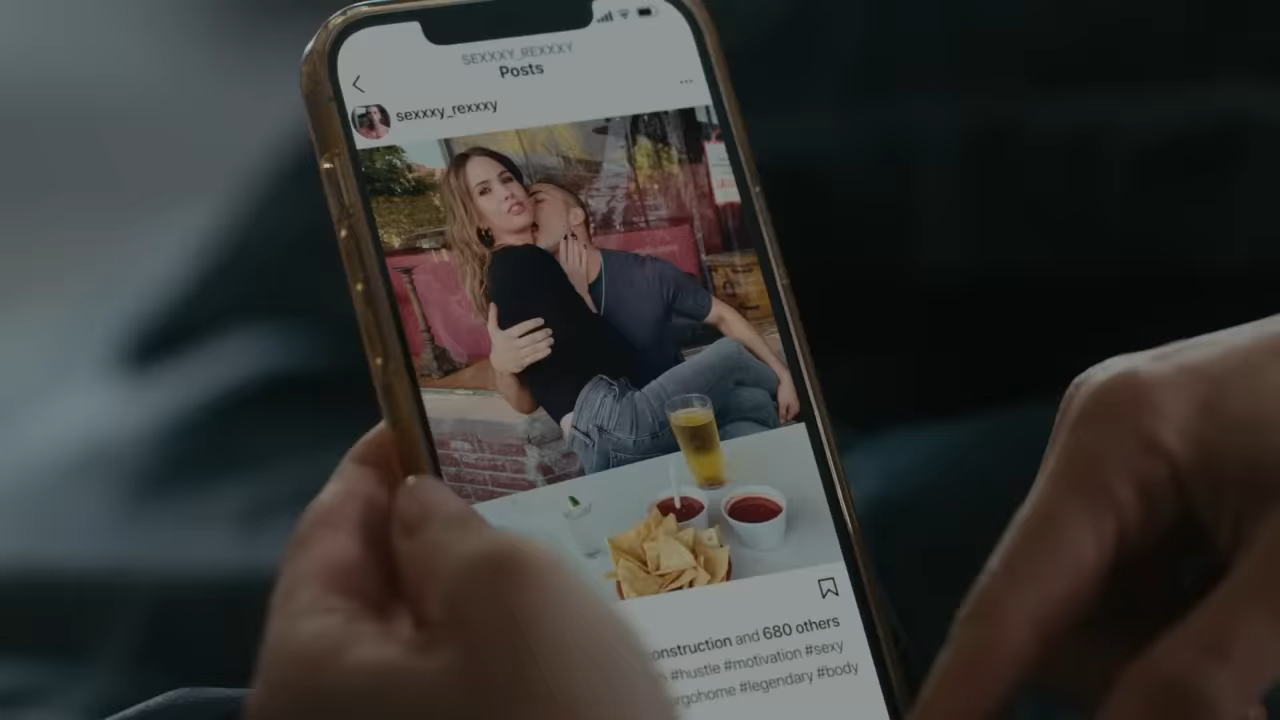 SEXXXY_REXXXY
Posts
sexxxy_rexxxy
onstruction and 680 others
#hustle #motivation #sexy
rgohome #legendary #body